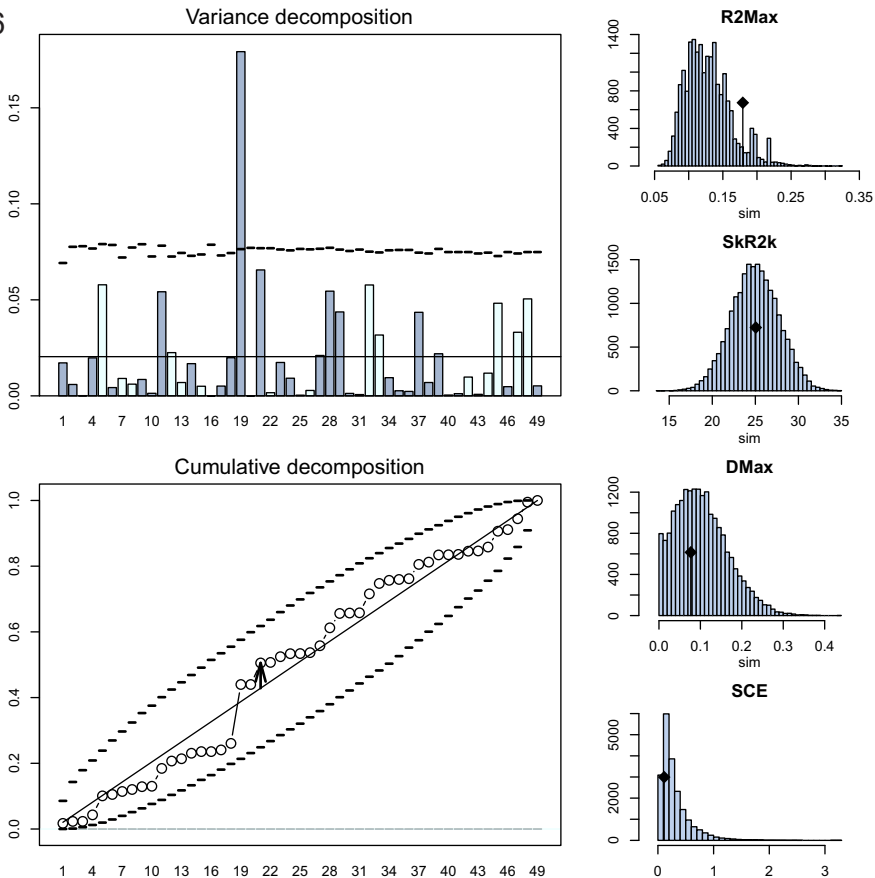 6
Variance decomposition
0.15
0.10
0.05
0.00
1 4 7 10 13 16 19 22 25 28 31 34 37 40 43 46 49
Cumulative decomposition
1.0
0.8
0.6
0.4
0.2
0.0
1 4 7 10 13 16 19 22 25 28 31 34 37 40 43 46 49
R2Max
1400
800
400
0
0.05 0.15 0.25 0.35
sim
SkR2k
1500
1000
500
0
15 20 25 30 35
sim
DMax
1200
800
400
0
0.0 0.1 0.2 0.3 0.4
sim
SCE
5000
2000
0
0 1 2 3